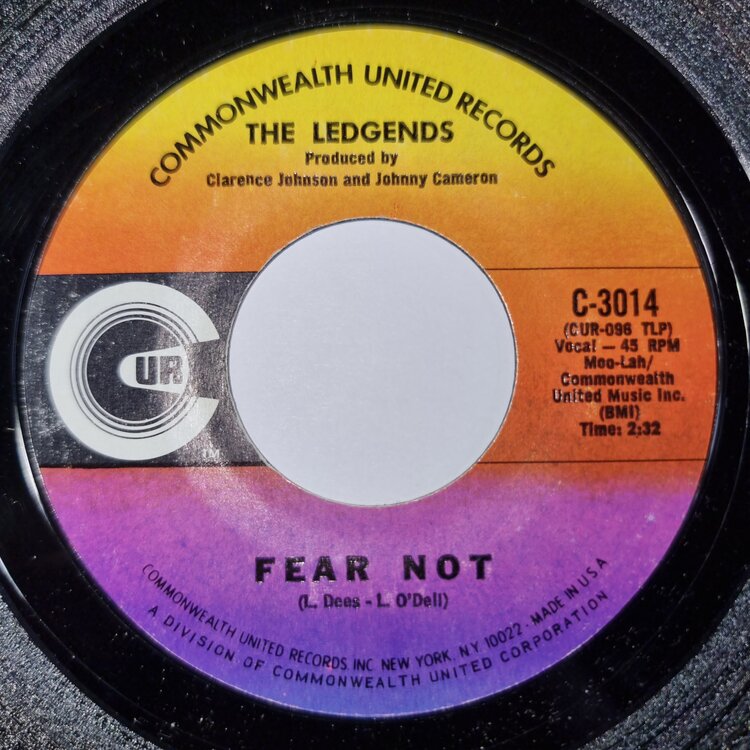 COMMONWEALTH UNITED RECORDS
THE LEDGENDS
Produced by
Clarence Johnson and Johnny Cameron
CUR
TM
C-3014
(CUR-096 TLP)
Vocal — 45 RPM
Moo-Lah/
Commonwealth
United Music Inc.
(BMI)
Time: 2:32
FEAR NOT
(L. Dees - L. O'Dell)
COMMONWEALTH UNITED RECORDS INC. NEW YORK, N.Y. 10022 · MADE IN U.S.A
A DIVISION OF COMMONWEALTH UNITED CORPORATION